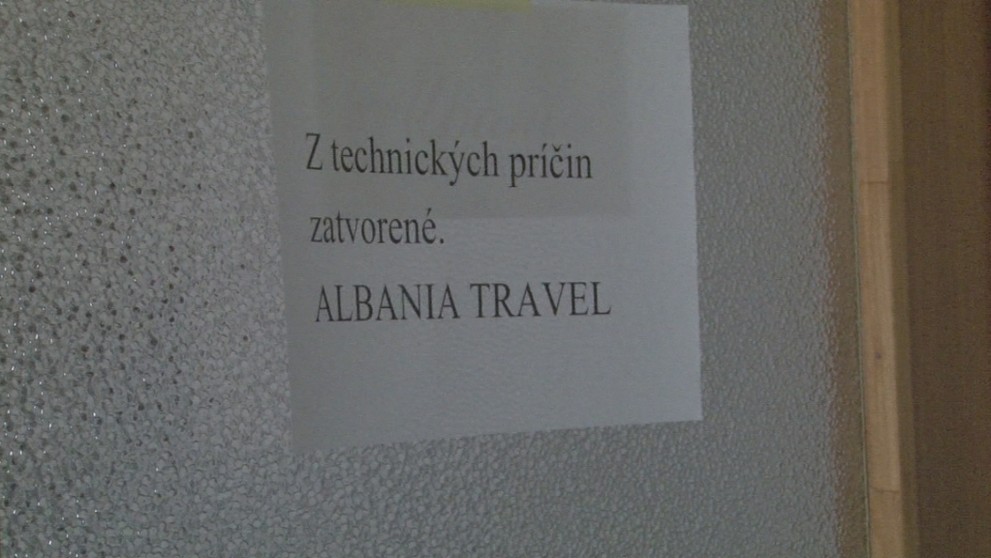 Z technických príčin
zatvorené.
ALBANIA TRAVEL